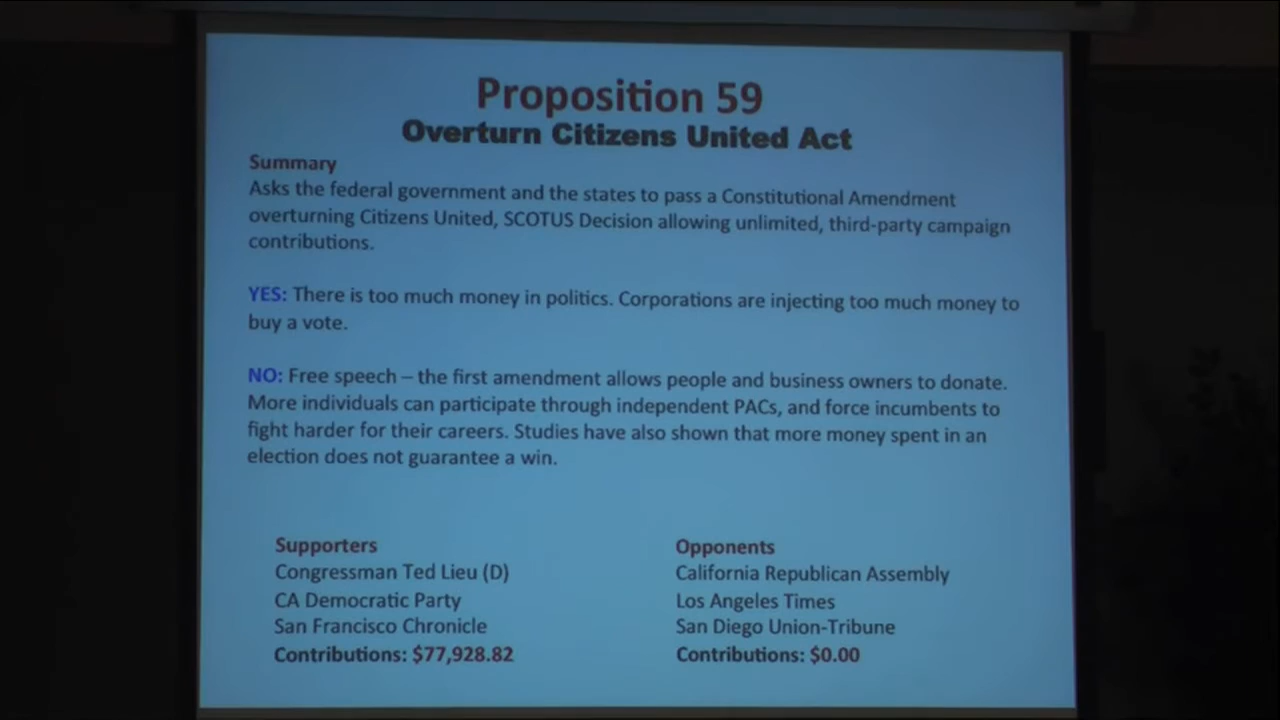 Proposition 59
Overturn Citizens United Act
Summary
Asks the federal government and the states to pass a Constitutional Amendment
overturning Citizens United, SCOTUS Decision allowing unlimited, third-party campaign
contributions.
YES: There is too much money in politics. Corporations are injecting too much money to
buy a vote.
NO: Free speech – the first amendment allows people and business owners to donate.
More individuals can participate through independent PACs, and force incumbents to
fight harder for their careers. Studies have also shown that more money spent in an
election does not guarantee a win.
Supporters
Congressman Ted Lieu (D)
CA Democratic Party
San Francisco Chronicle
Contributions: $77,928.82
Opponents
California Republican Assembly
Los Angeles Times
San Diego Union-Tribune
Contributions: $0.00